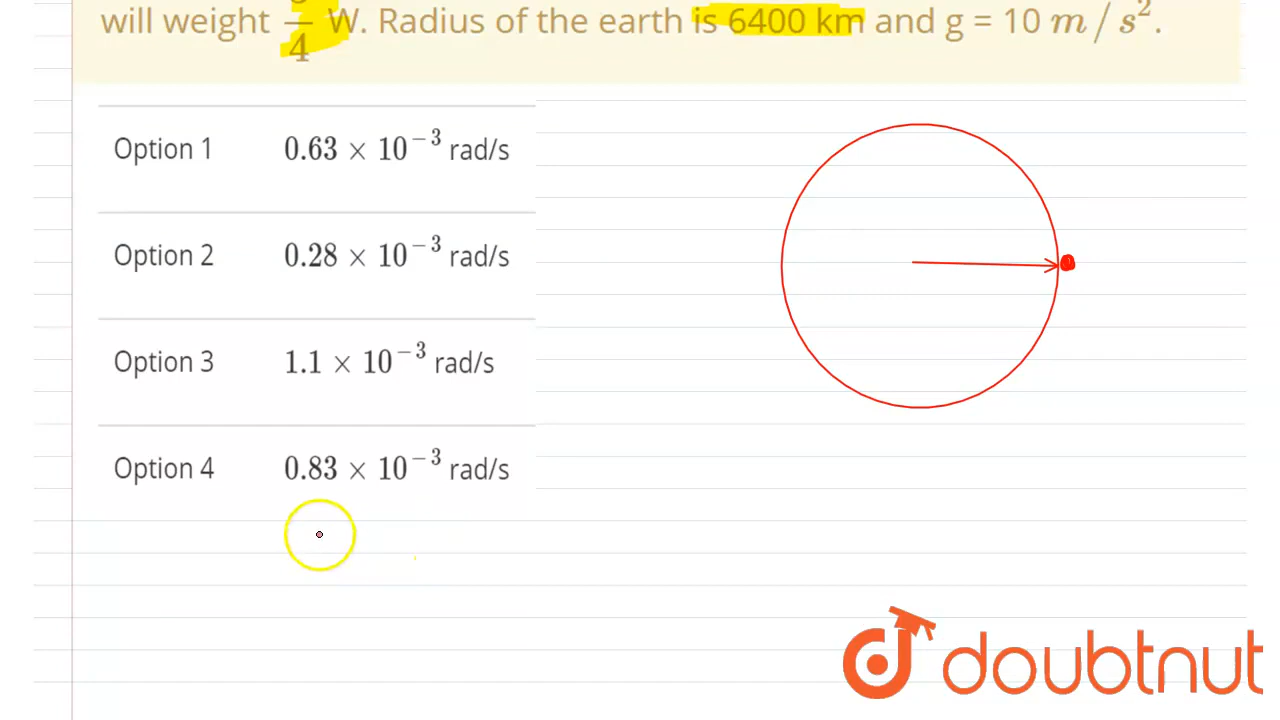 will weight 4 W. Radius of the earth is 6400 km and g = 10 m / s².
Option 1 0.63 × 10⁻³ rad/s
Option 2 0.28 × 10⁻³ rad/s
Option 3 1.1 × 10⁻³ rad/s
Option 4 0.83 × 10⁻³ rad/s
doubtnut